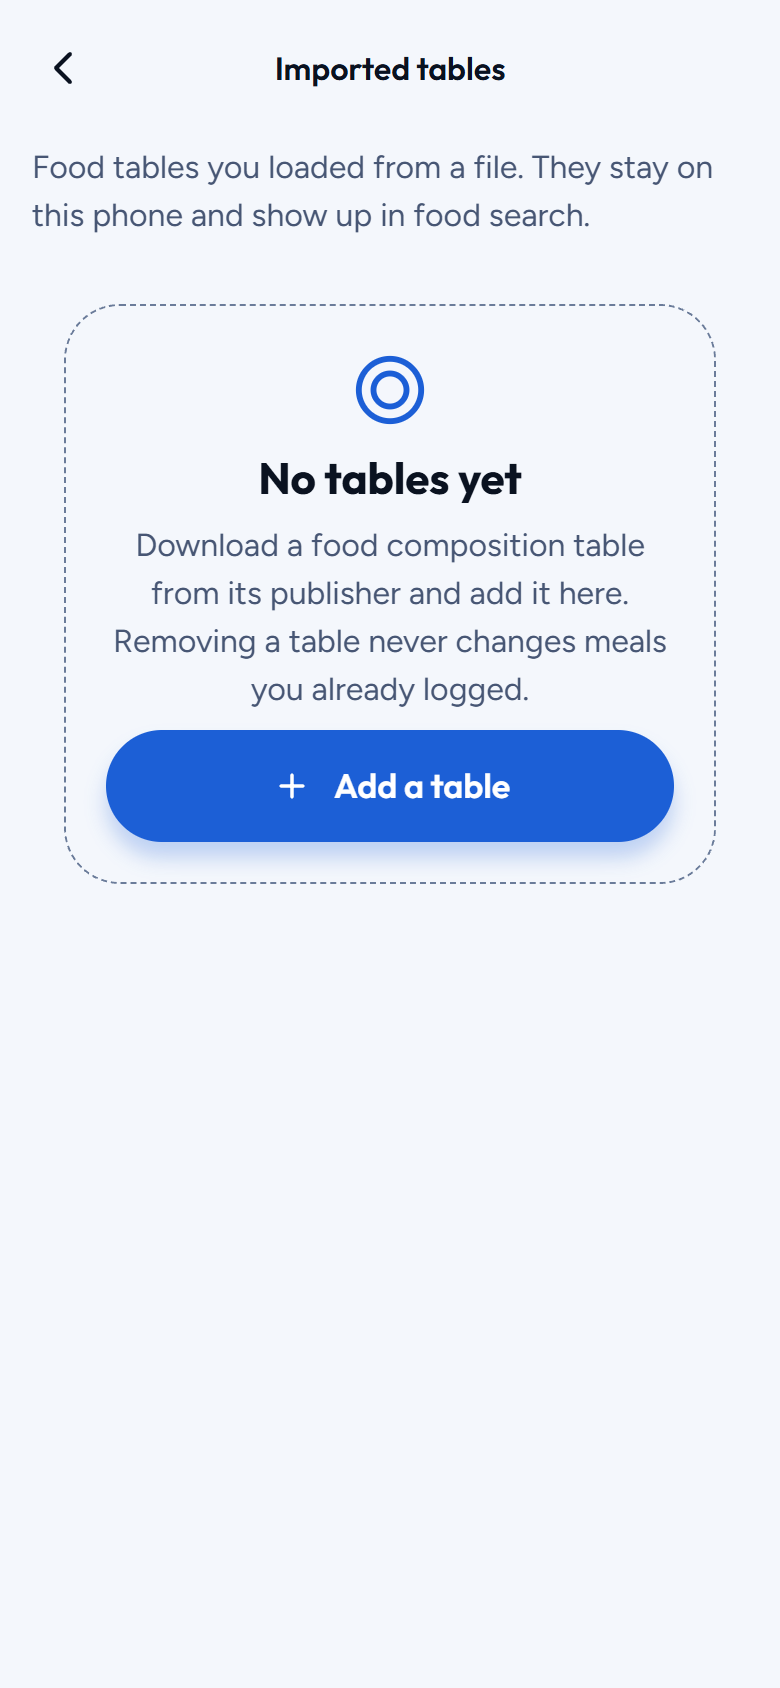 Imported tables
Food tables you loaded from a file. They stay on
this phone and show up in food search.
No tables yet
Download a food composition table
from its publisher and add it here.
Removing a table never changes meals
you already logged.
Add a table